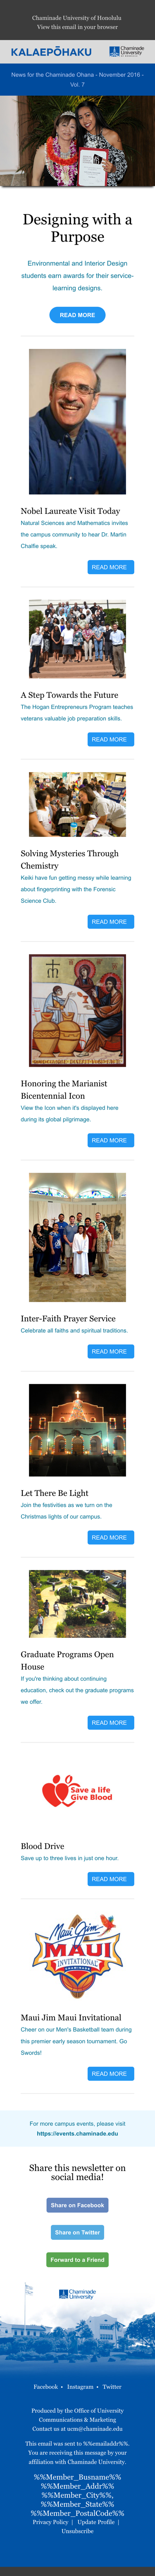 Chaminade University of Honolulu
View this email in your browser
KALAEPŌHAKU
Chaminade
University
News for the Chaminade Ohana - November 2016 -
Vol. 7
Designing with a
Purpose
Environmental and Interior Design
students earn awards for their service-
learning designs.
READ MORE
Nobel Laureate Visit Today
Natural Sciences and Mathematics invites
the campus community to hear Dr. Martin
Chalfie speak.
READ MORE
A Step Towards the Future
The Hogan Entrepreneurs Program teaches
veterans valuable job preparation skills.
READ MORE
Solving Mysteries Through
Chemistry
Keiki have fun getting messy while learning
about fingerprinting with the Forensic
Science Club.
READ MORE
Honoring the Marianist
Bicentennial Icon
View the Icon when it's displayed here
during its global pilgrimage.
READ MORE
Inter-Faith Prayer Service
Celebrate all faiths and spiritual traditions.
READ MORE
Let There Be Light
Join the festivities as we turn on the
Christmas lights of our campus.
READ MORE
Graduate Programs Open
House
If you're thinking about continuing
education, check out the graduate programs
we offer.
READ MORE
Save a life
Give Blood
Blood Drive
Save up to three lives in just one hour.
READ MORE
Maui Jim
MAUI
INVITATIONAL
Maui Jim Maui Invitational
Cheer on our Men's Basketball team during
this premier early season tournament. Go
Swords!
READ MORE
For more campus events, please visit
https://events.chaminade.edu
Share this newsletter on
social media!
Share on Facebook
Share on Twitter
Forward to a Friend
Chaminade
University
Facebook • Instagram • Twitter
Produced by the Office of University
Communications & Marketing
Contact us at ucm@chaminade.edu
This email was sent to %%emailaddr%%.
You are receiving this message by your
affiliation with Chaminade University.
%%Member_Busname%%
%%Member_Addr%%
%%Member_City%%,
%%Member_State%%
%%Member_PostalCode%%
Privacy Policy | Update Profile |
Unsubscribe